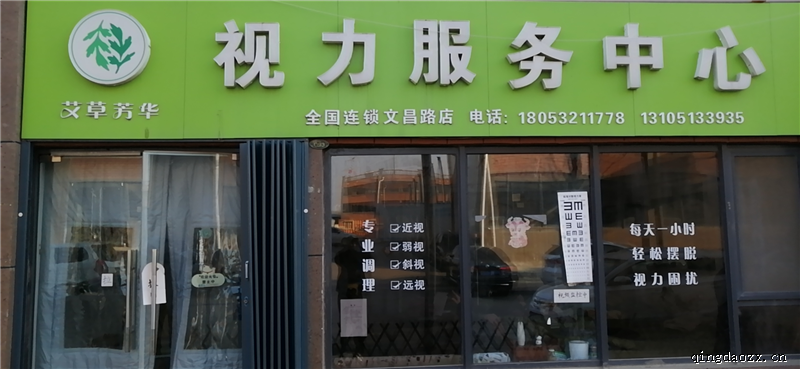 视力服务中心
艾草芳华
全国连锁文昌路店 电话: 18053211778 13105133935
专业调理
近视
弱视
斜视
远视
每天一小时
轻松摆脱
视力困扰
qingdaozx.cn